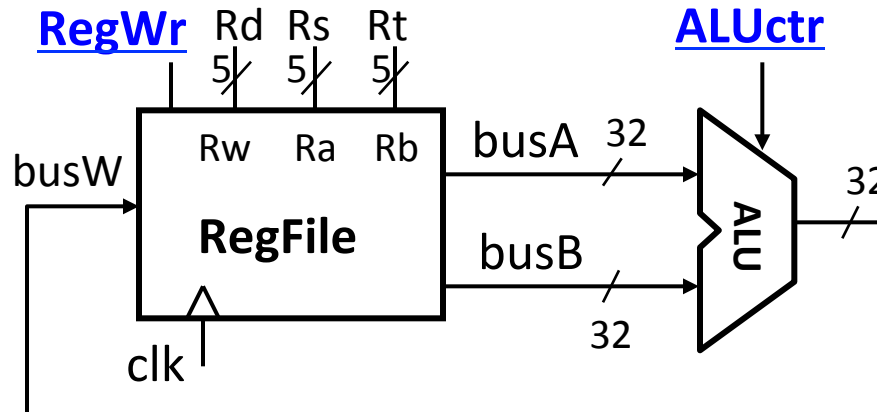 RegWr Rd Rs Rt ALUctr
5 5 5
Rw Ra Rb
busW
busA 32
32
RegFile
ALU
busB
32
clk